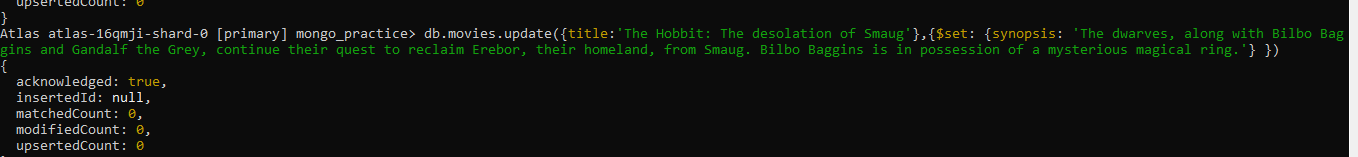 upsertedCount: 0
}
Atlas atlas-16qmji-shard-0 [primary] mongo_practice> db.movies.update({title:'The Hobbit: The desolation of Smaug'},{$set: {synopsis: 'The dwarves, along with Bilbo Bag
gins and Gandalf the Grey, continue their quest to reclaim Erebor, their homeland, from Smaug. Bilbo Baggins is in possession of a mysterious magical ring.'} })
{
  acknowledged: true,
  insertedId: null,
  matchedCount: 0,
  modifiedCount: 0,
  upsertedCount: 0